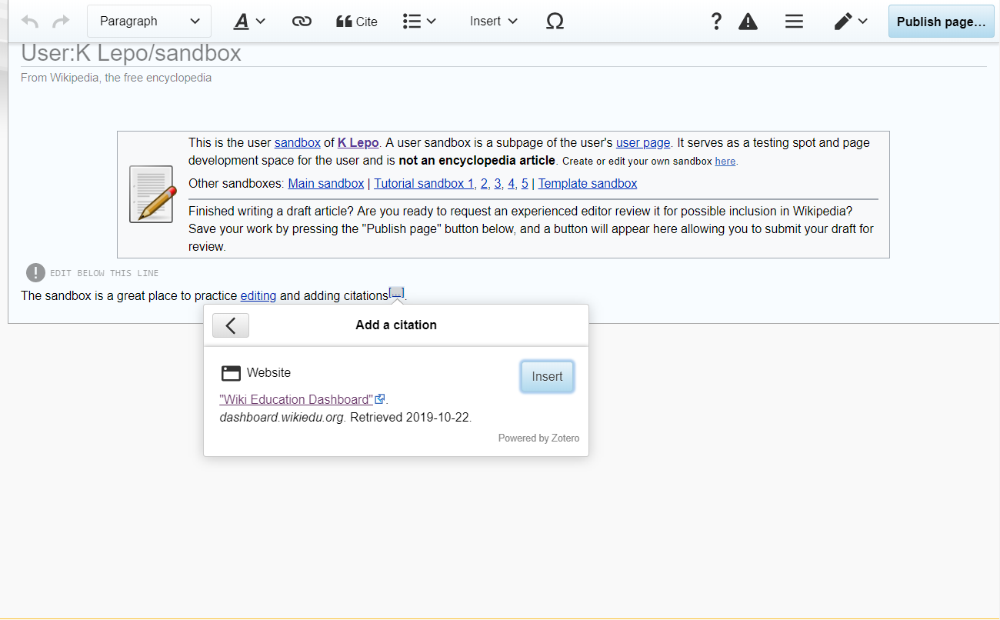 Paragraph A Cite Insert Ω ? Publish page...
User:K Lepo/sandbox
From Wikipedia, the free encyclopedia
This is the user sandbox of K Lepo. A user sandbox is a subpage of the user's user page. It serves as a testing spot and page
development space for the user and is not an encyclopedia article. Create or edit your own sandbox here.
Other sandboxes: Main sandbox | Tutorial sandbox 1, 2, 3, 4, 5 | Template sandbox
Finished writing a draft article? Are you ready to request an experienced editor review it for possible inclusion in Wikipedia?
Save your work by pressing the "Publish page" button below, and a button will appear here allowing you to submit your draft for
review.
! EDIT BELOW THIS LINE
The sandbox is a great place to practice editing and adding citations[...].
Add a citation
Website
Insert
"Wiki Education Dashboard".
dashboard.wikiedu.org. Retrieved 2019-10-22.
Powered by Zotero